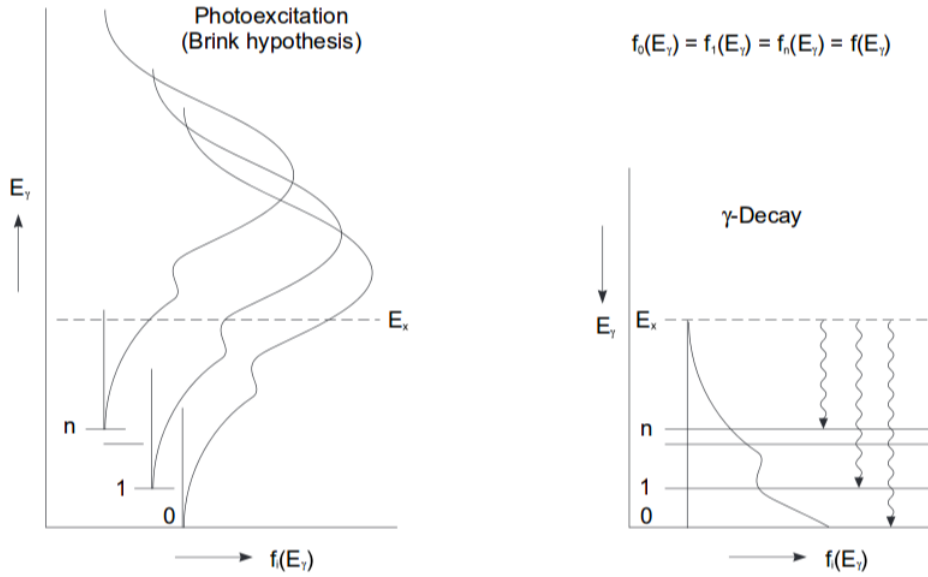 Photoexcitation
(Brink hypothesis)
f₀(Eᵧ) = f₁(Eᵧ) = fₙ(Eᵧ) = f(Eᵧ)
Eᵧ
Eₓ
n
1
0
fᵢ(Eᵧ)
γ-Decay
Eᵧ
Eₓ
n
1
0
fᵢ(Eᵧ)